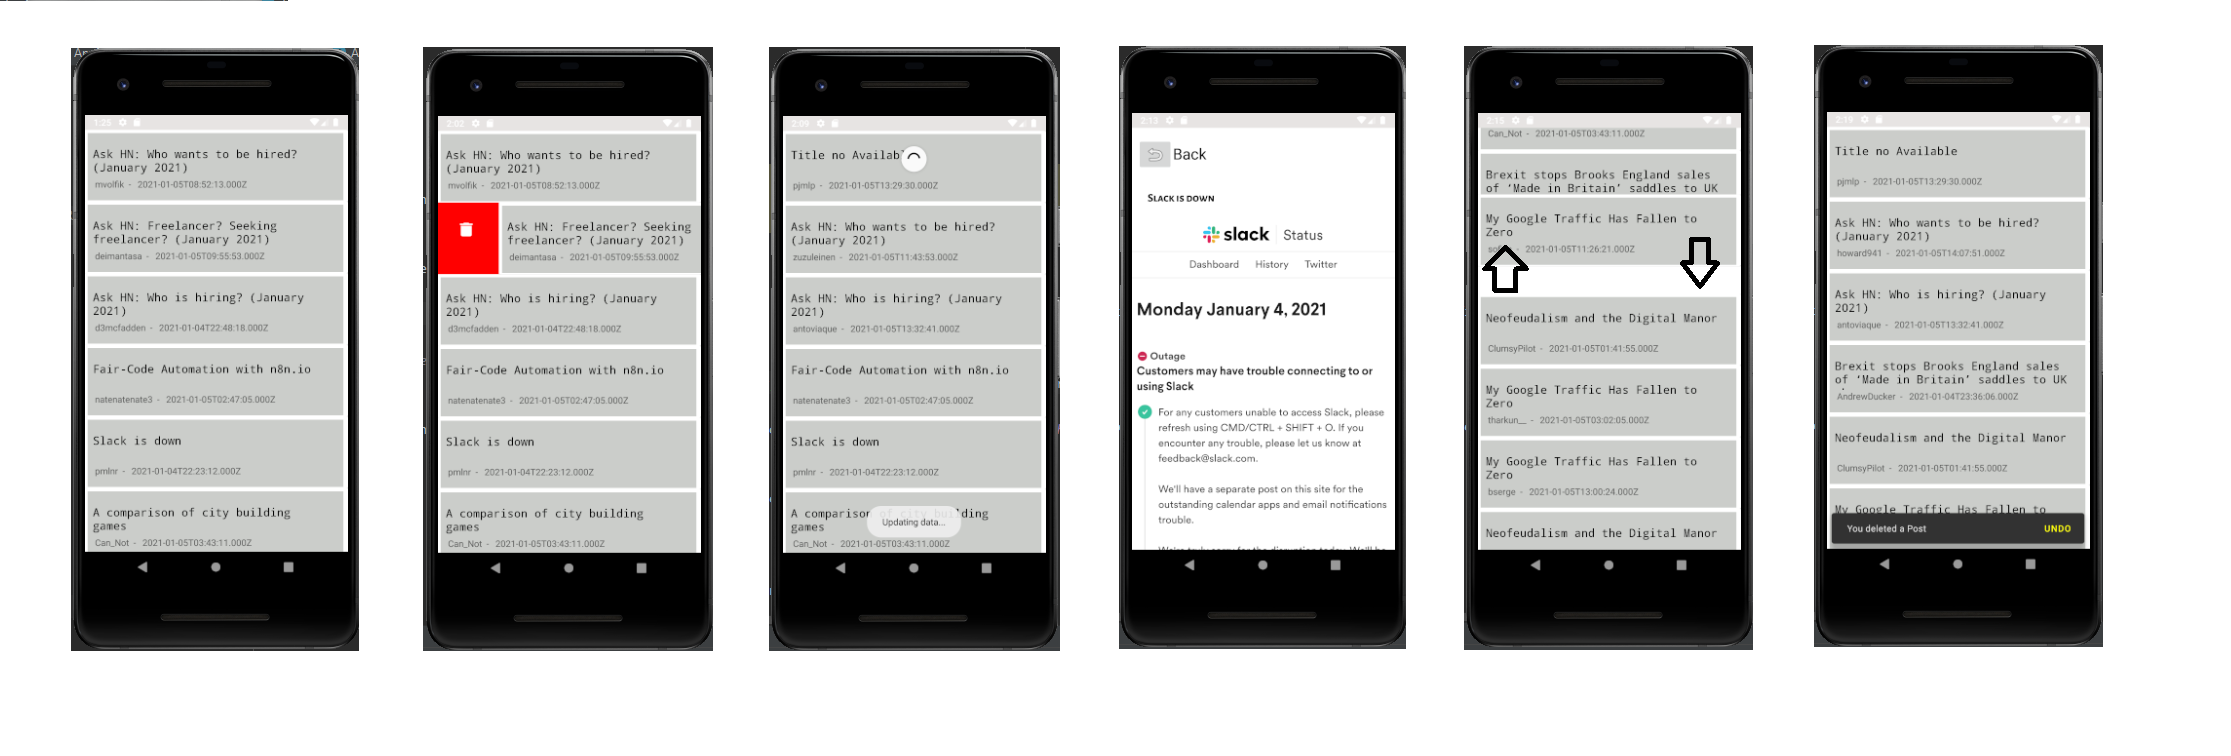 1:25
Ask HN: Who wants to be hired?
(January 2021)
mvolfik - 2021-01-05T08:52:13.000Z
Ask HN: Freelancer? Seeking
freelancer? (January 2021)
deimantasa - 2021-01-05T09:55:53.000Z
Ask HN: Who is hiring? (January
2021)
d3mcfadden - 2021-01-04T22:48:18.000Z
Fair-Code Automation with n8n.io
natenatenate3 - 2021-01-05T02:47:05.000Z
Slack is down
pmlnr - 2021-01-04T22:23:12.000Z
A comparison of city building
games
Can_Not - 2021-01-05T03:43:11.000Z
2:02
Ask HN: Who wants to be hired?
(January 2021)
mvolfik - 2021-01-05T08:52:13.000Z
Ask HN: Freelancer? Seeking
freelancer? (January 2021)
deimantasa - 2021-01-05T09:55:53.000Z
Ask HN: Who is hiring? (January
2021)
d3mcfadden - 2021-01-04T22:48:18.000Z
Fair-Code Automation with n8n.io
natenatenate3 - 2021-01-05T02:47:05.000Z
Slack is down
pmlnr - 2021-01-04T22:23:12.000Z
A comparison of city building
games
Can_Not - 2021-01-05T03:43:11.000Z
2:09
Title no Availab
pjmlp - 2021-01-05T13:29:30.000Z
Ask HN: Who wants to be hired?
(January 2021)
zuzuleinen - 2021-01-05T11:43:53.000Z
Ask HN: Who is hiring? (January
2021)
antoviaque - 2021-01-05T13:32:41.000Z
Fair-Code Automation with n8n.io
natenatenate3 - 2021-01-05T02:47:05.000Z
Slack is down
pmlnr - 2021-01-04T22:23:12.000Z
A comparison of city building
games
Updating data...
Can_Not - 2021-01-05T03:43:11.000Z
2:13
Back
SLACK IS DOWN
slack Status
Dashboard History Twitter
Monday January 4, 2021
Outage
Customers may have trouble connecting to or
using Slack
For any customers unable to access Slack, please
refresh using CMD/CTRL + SHIFT + O. If you
encounter any trouble, please let us know at
feedback@slack.com.
We'll have a separate post on this site for the
outstanding calendar apps and email notifications
trouble.
2:15
Can_Not - 2021-01-05T03:43:11.000Z
Brexit stops Brooks England sales
of ‘Made in Britain’ saddles to UK
My Google Traffic Has Fallen to
Zero
2021-01-05T11:26:21.000Z
Neofeudalism and the Digital Manor
ClumsyPilot - 2021-01-05T01:41:55.000Z
My Google Traffic Has Fallen to
Zero
tharkun__ - 2021-01-05T03:02:05.000Z
My Google Traffic Has Fallen to
Zero
bserge - 2021-01-05T13:00:24.000Z
Neofeudalism and the Digital Manor
2:19
Title no Available
pjmlp - 2021-01-05T13:29:30.000Z
Ask HN: Who wants to be hired?
(January 2021)
howard941 - 2021-01-05T14:07:51.000Z
Ask HN: Who is hiring? (January
2021)
antoviaque - 2021-01-05T13:32:41.000Z
Brexit stops Brooks England sales
of ‘Made in Britain’ saddles to UK
AndrewDucker - 2021-01-04T23:36:06.000Z
Neofeudalism and the Digital Manor
ClumsyPilot - 2021-01-05T01:41:55.000Z
My Google Traffic Has Fallen to
You deleted a Post UNDO